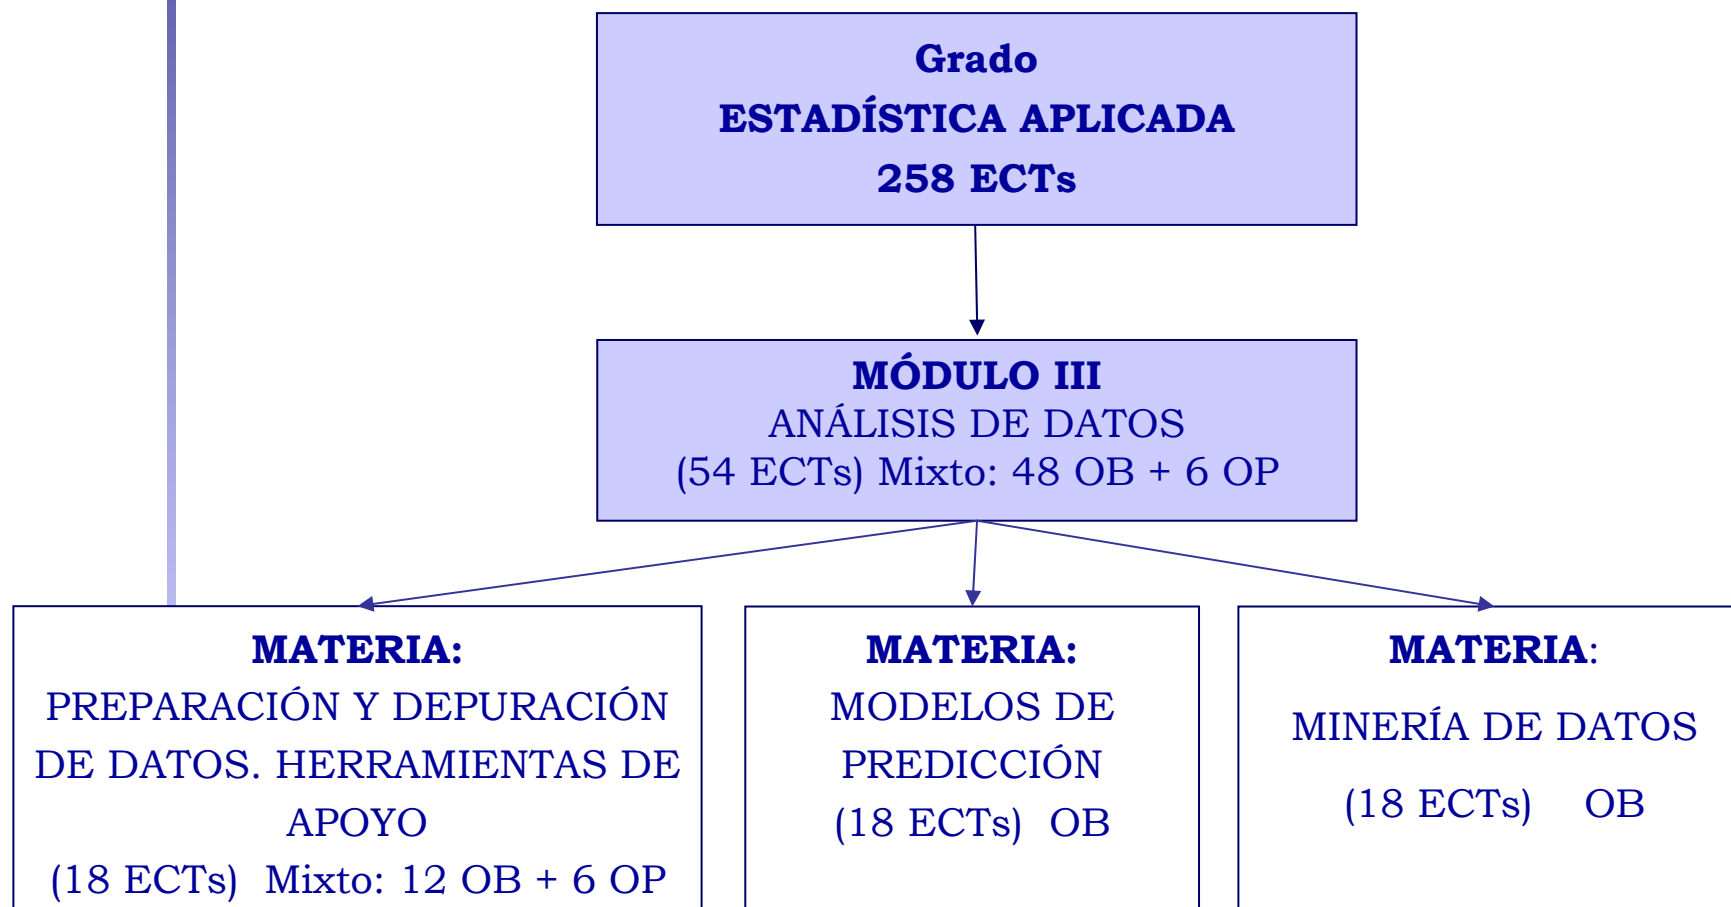 Grado
ESTADÍSTICA APLICADA
258 ECTs
MÓDULO III
ANÁLISIS DE DATOS
(54 ECTs) Mixto: 48 OB + 6 OP
MATERIA:
PREPARACIÓN Y DEPURACIÓN
DE DATOS. HERRAMIENTAS DE
APOYO
(18 ECTs) Mixto: 12 OB + 6 OP
MATERIA:
MODELOS DE
PREDICCIÓN
(18 ECTs) OB
MATERIA:
MINERÍA DE DATOS
(18 ECTs) OB